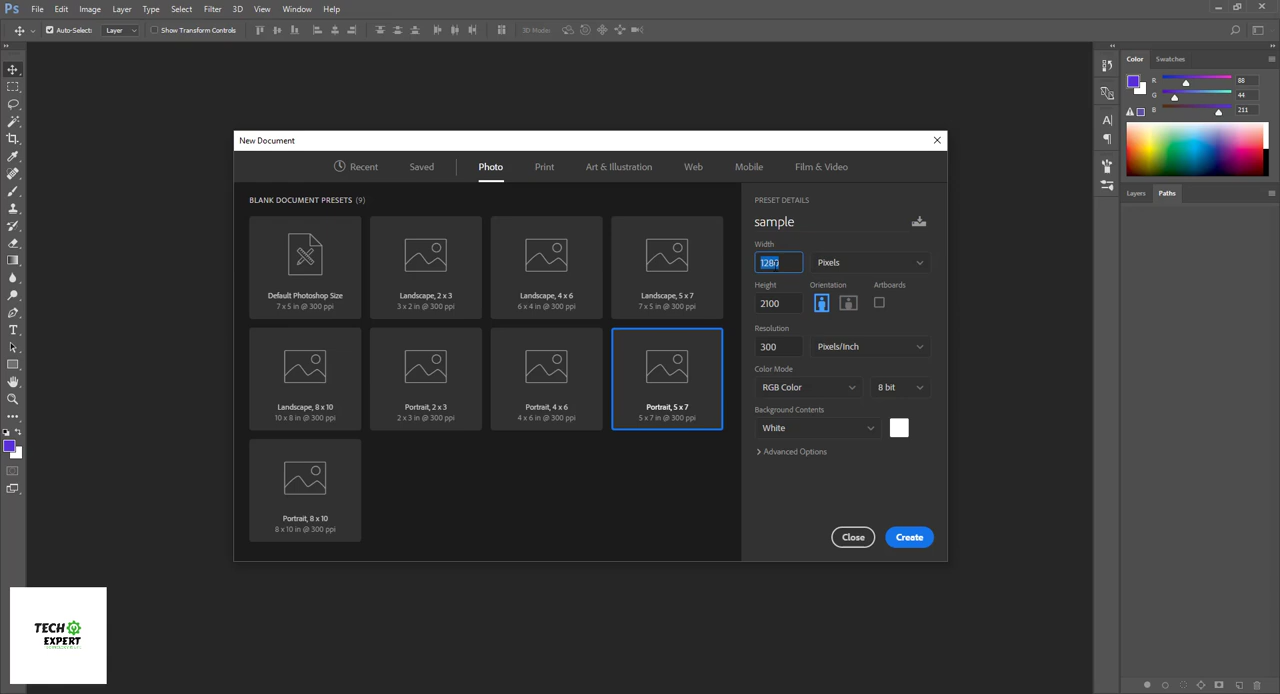 Ps File Edit Image Layer Type Select Filter 3D View Window Help
Auto-Select: Layer Show Transform Controls 3D Mode:
New Document
Recent Saved Photo Print Art & Illustration Web Mobile Film & Video
BLANK DOCUMENT PRESETS (9)
Default Photoshop Size
7 x 5 in @ 300 ppi
Landscape, 2 x 3
3 x 2 in @ 300 ppi
Landscape, 4 x 6
6 x 4 in @ 300 ppi
Landscape, 5 x 7
7 x 5 in @ 300 ppi
Landscape, 8 x 10
10 x 8 in @ 300 ppi
Portrait, 2 x 3
2 x 3 in @ 300 ppi
Portrait, 4 x 6
4 x 6 in @ 300 ppi
Portrait, 5 x 7
5 x 7 in @ 300 ppi
Portrait, 8 x 10
8 x 10 in @ 300 ppi
PRESET DETAILS
sample
Width
1280 Pixels
Height Orientation Artboards
2100
Resolution
300 Pixels/Inch
Color Mode
RGB Color 8 bit
Background Contents
White
Advanced Options
Close Create
Color Swatches
R 88
G 44
B 211
Layers Paths
TECH
EXPERT